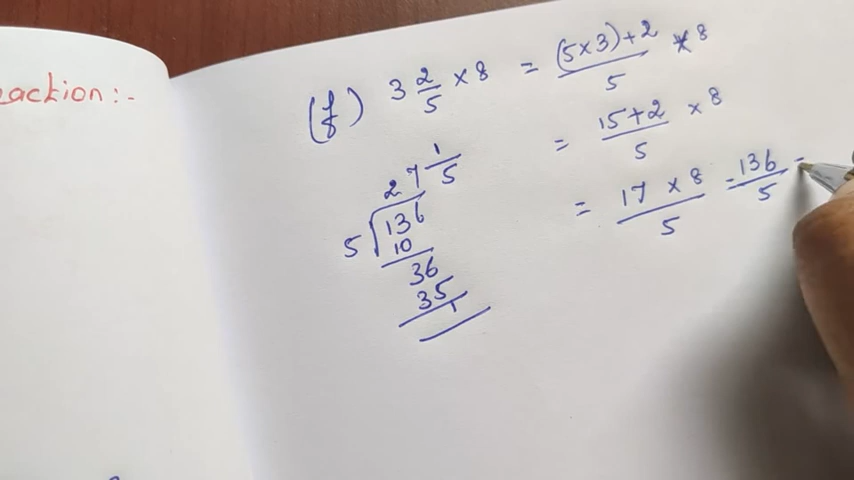 eaction:-
(f) 3 2/5 × 8 = (5×3)+2/5 × 8
= 15+2/5 × 8
= 17 × 8/5 = 136/5 =
27 1/5
5 136
10
36
35
1